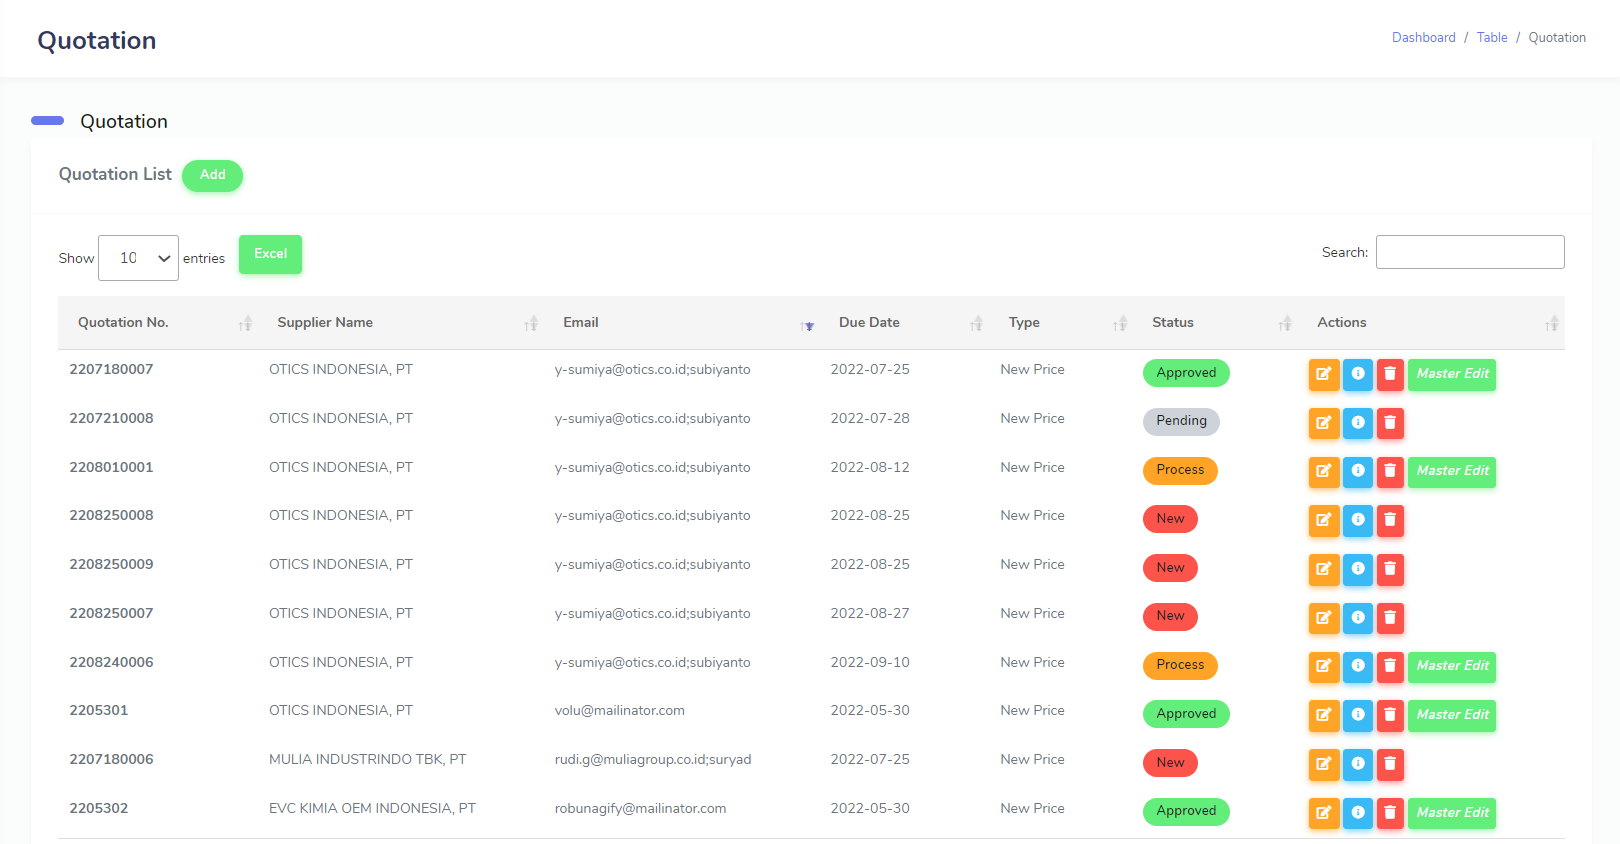 Quotation
Dashboard / Table / Quotation
Quotation
Quotation List Add
Show 10 entries Excel Search:
Quotation No. Supplier Name Email Due Date Type Status Actions
2207180007 OTICS INDONESIA, PT y-sumiya@otics.co.id;subiyanto 2022-07-25 New Price Approved Master Edit
2207210008 OTICS INDONESIA, PT y-sumiya@otics.co.id;subiyanto 2022-07-28 New Price Pending
2208010001 OTICS INDONESIA, PT y-sumiya@otics.co.id;subiyanto 2022-08-12 New Price Process Master Edit
2208250008 OTICS INDONESIA, PT y-sumiya@otics.co.id;subiyanto 2022-08-25 New Price New
2208250009 OTICS INDONESIA, PT y-sumiya@otics.co.id;subiyanto 2022-08-25 New Price New
2208250007 OTICS INDONESIA, PT y-sumiya@otics.co.id;subiyanto 2022-08-27 New Price New
2208240006 OTICS INDONESIA, PT y-sumiya@otics.co.id;subiyanto 2022-09-10 New Price Process Master Edit
2205301 OTICS INDONESIA, PT volu@mailinator.com 2022-05-30 New Price Approved Master Edit
2207180006 MULIA INDUSTRINDO TBK, PT rudi.g@muliagroup.co.id;suryad 2022-07-25 New Price New
2205302 EVC KIMIA OEM INDONESIA, PT robunagify@mailinator.com 2022-05-30 New Price Approved Master Edit